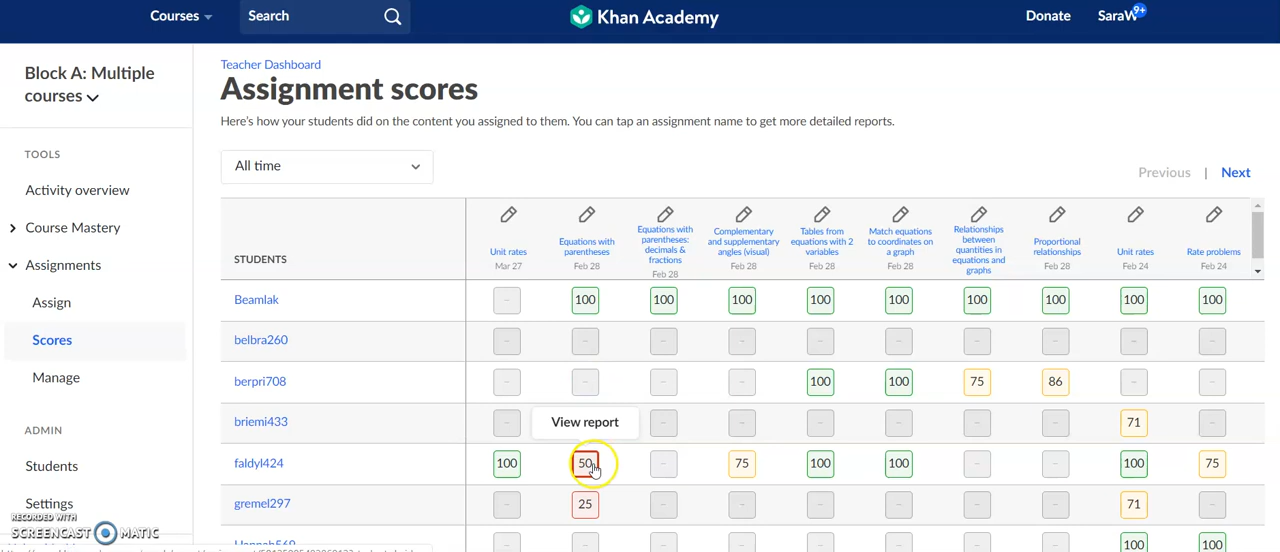 Courses
Search
Khan Academy
Donate
SaraW
9+
Block A: Multiple
courses
TOOLS
Activity overview
Course Mastery
Assignments
Assign
Scores
Manage
ADMIN
Students
Settings
RECORDED WITH
SCREENCAST MATIC
Teacher Dashboard
Assignment scores
Here's how your students did on the content you assigned to them. You can tap an assignment name to get more detailed reports.
All time
Previous | Next
STUDENTS
Unit rates
Mar 27
Equations with
parentheses
Feb 28
Equations with
parentheses:
decimals &
fractions
Feb 28
Complementary
and supplementary
angles (visual)
Feb 28
Tables from
equations with 2
variables
Feb 28
Match equations
to coordinates on
a graph
Feb 28
Relationships
between
quantities in
equations and
graphs
Proportional
relationships
Feb 28
Unit rates
Feb 24
Rate problems
Feb 24
Beamlak – 100 100 100 100 100 100 100 100 100
belbra260 – – – – – – – – – –
berpri708 – – – – 100 100 75 86 – –
briemi433 – – – – – – – 71 –
View report
faldyl424 100 50 – 75 100 100 – – 100 75
gremel297 – 25 – – – – – – 71 –
Hannah569 100 100